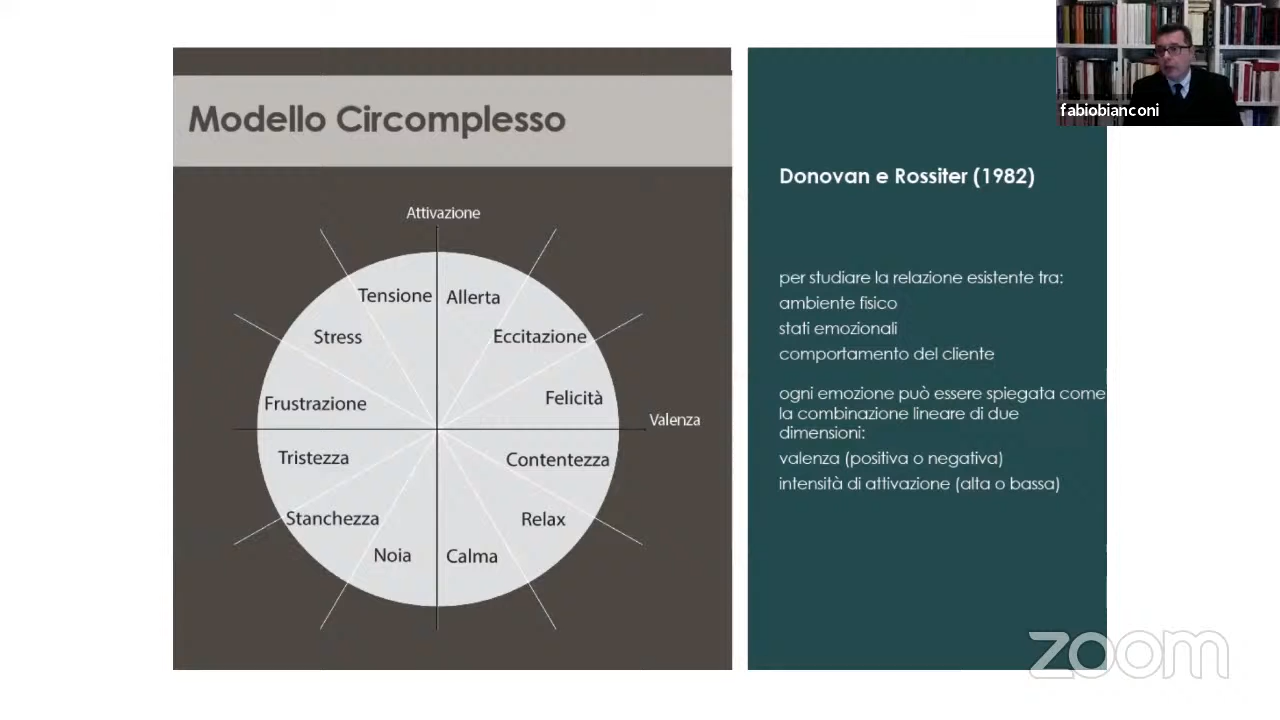 Modello Circomplesso
Attivazione
Tensione
Allerta
Stress
Eccitazione
Frustrazione
Felicità
Valenza
Tristezza
Contentezza
Stanchezza
Relax
Noia
Calma
Donovan e Rossiter (1982)
per studiare la relazione esistente tra:
ambiente fisico
stati emozionali
comportamento del cliente
ogni emozione può essere spiegata come
la combinazione lineare di due
dimensioni:
valenza (positiva o negativa)
intensità di attivazione (alta o bassa)
fabiobianconi
zoom